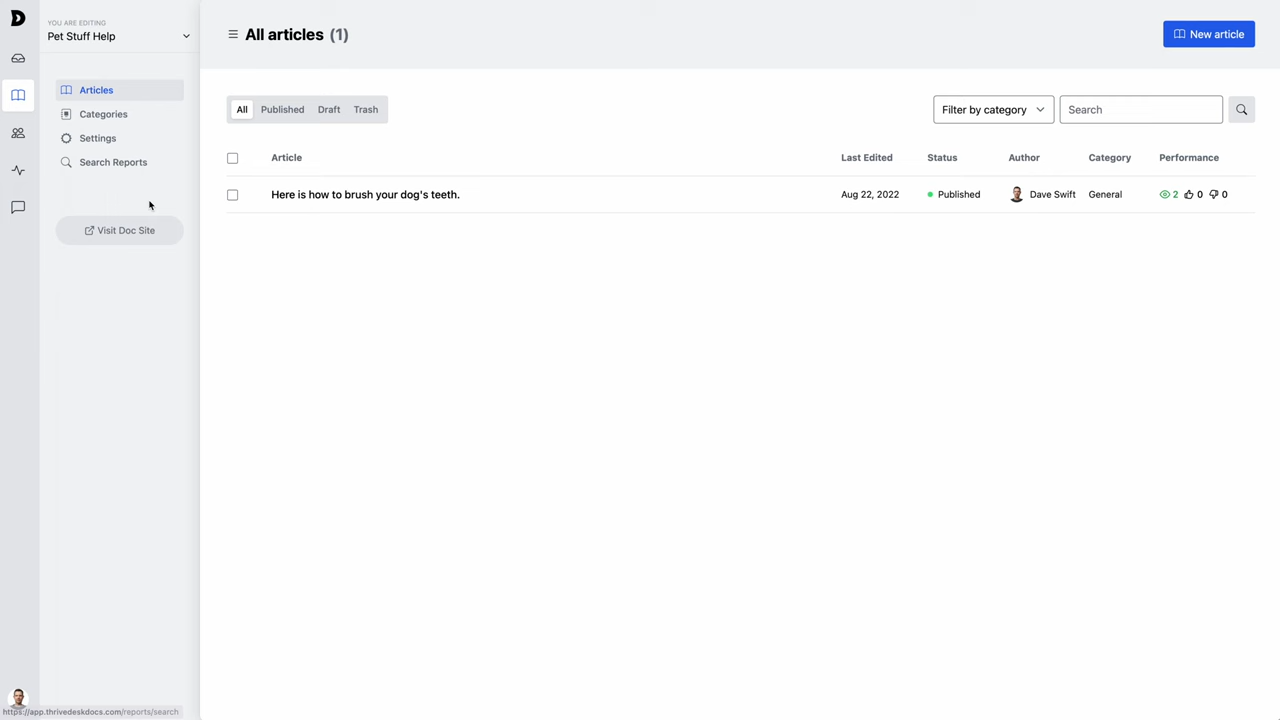 YOU ARE EDITING
Pet Stuff Help
Articles
Categories
Settings
Search Reports
Visit Doc Site
All articles (1)
New article
All Published Draft Trash
Filter by category
Search
Article Last Edited Status Author Category Performance
Here is how to brush your dog's teeth. Aug 22, 2022 Published Dave Swift General 2 0 0
https://app.thrivedeskdocs.com/reports/search